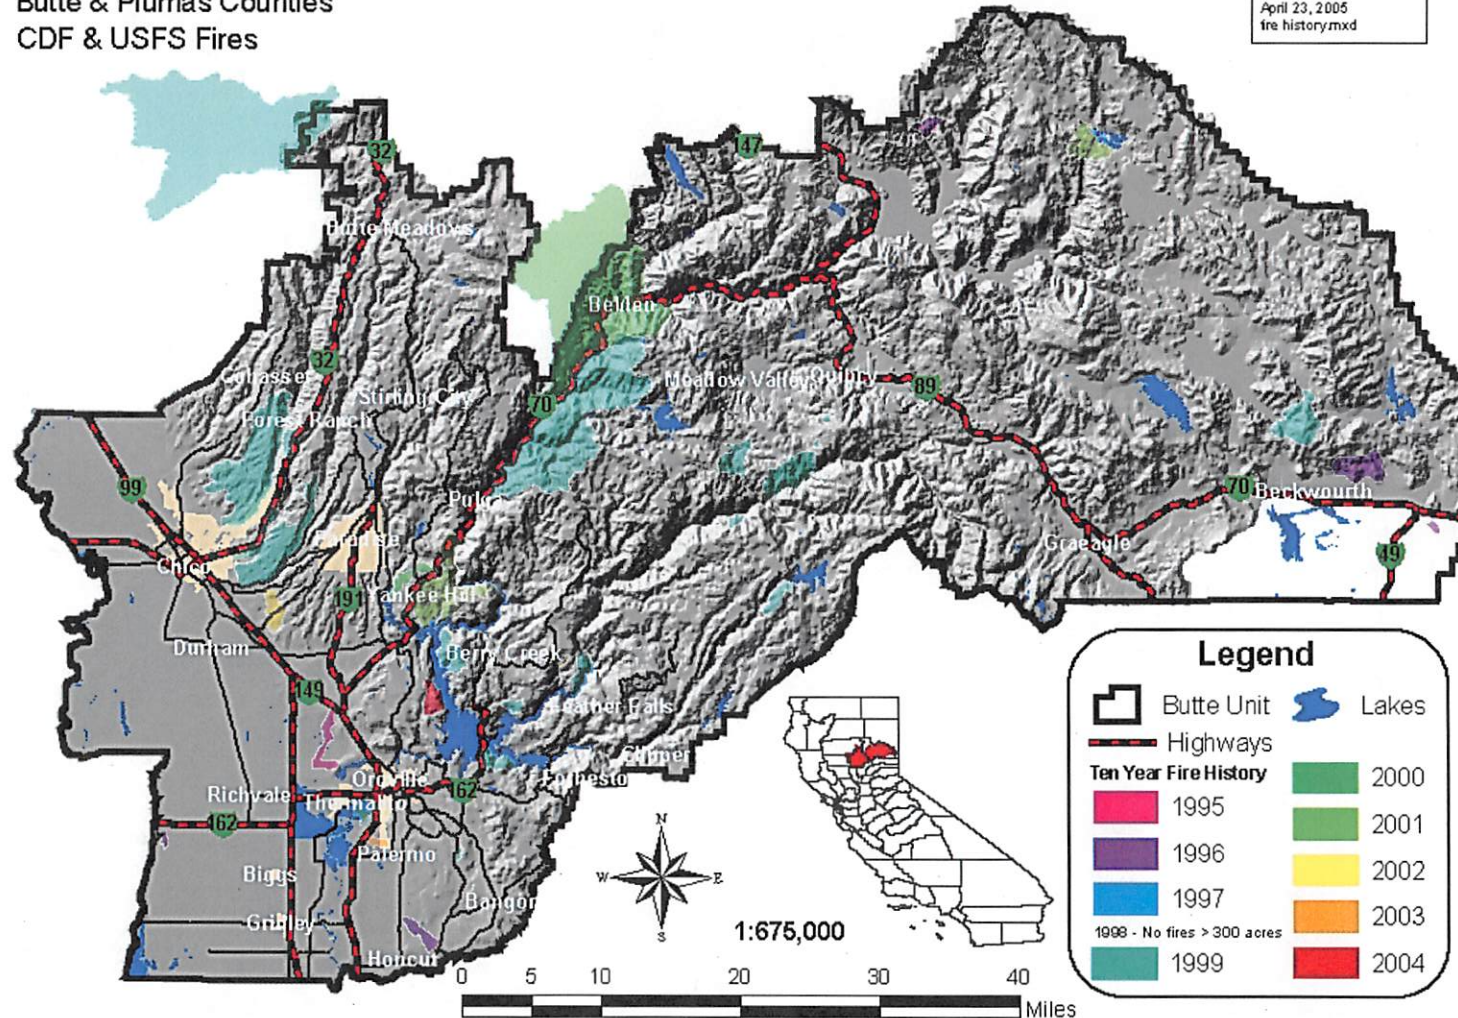 Butte & Plumas Counties
CDF & USFS Fires
April 23, 2005
fire history.mxd
32
47
Butte Meadows
Belden
32
Cohasset
Stirling City
Forest Ranch
Meadow Valley
Quincy
89
70
99
Pulga
70
Beckwourth
Paradise
Chico
Graeagle
49
191
Yankee Hill
Durham
Berry Creek
149
Feather Falls
Clipper
Oroville
Forbesto
162
Richvale
Thermalito
162
Palermo
Biggs
Bangor
Gridley
Honcut
N
W
E
S
1:675,000
0 5 10 20 30 40
Miles
Legend
Butte Unit
Lakes
Highways
Ten Year Fire History
1995
1996
1997
1998 - No fires > 300 acres
1999
2000
2001
2002
2003
2004